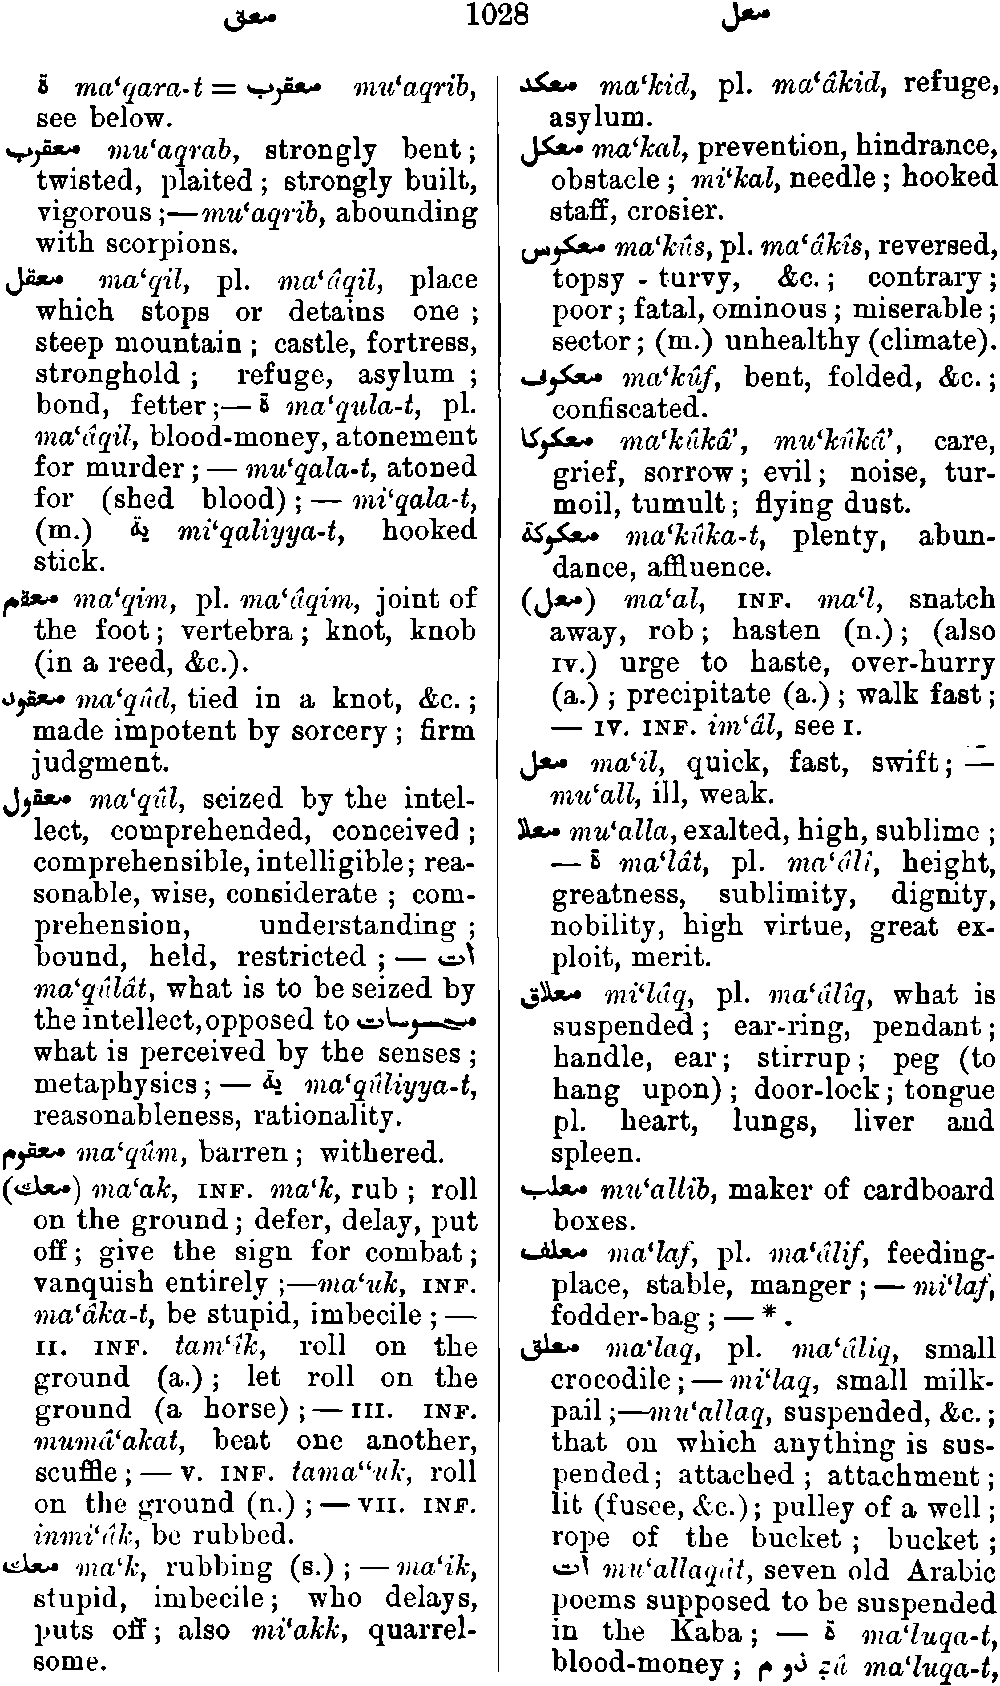 معق 1028 معل
ة ma‘qara-t = معقرب mu‘aqrib,
see below.
معقرب mu‘aqrab, strongly bent;
twisted, plaited; strongly built,
vigorous;—mu‘aqrib, abounding
with scorpions.
معقل ma‘qil, pl. ma‘âqil, place
which stops or detains one;
steep mountain; castle, fortress,
stronghold; refuge, asylum;
bond, fetter;—ة ma‘qula-t, pl.
ma‘âqil, blood-money, atonement
for murder;—mu‘qala-t, atoned
for (shed blood);—mi‘qala-t,
(m.) ية mi‘qaliyya-t, hooked
stick.
معقم ma‘qim, pl. ma‘âqim, joint of
the foot; vertebra; knot, knob
(in a reed, &c.).
معقود ma‘qûd, tied in a knot, &c.;
made impotent by sorcery; firm
judgment.
معقول ma‘qûl, seized by the intel-
lect, comprehended, conceived;
comprehensible, intelligible; rea-
sonable, wise, considerate; com-
prehension, understanding;
bound, held, restricted;—ات
ma‘qûlât, what is to be seized by
the intellect, opposed to محسوسات
what is perceived by the senses;
metaphysics;—ية ma‘qûliyya-t,
reasonableness, rationality.
معقوم ma‘qûm, barren; withered.
(معك) ma‘ak, INF. ma‘k, rub; roll
on the ground; defer, delay, put
off; give the sign for combat;
vanquish entirely;—ma‘uk, INF.
ma‘âka-t, be stupid, imbecile;—
II. INF. tam‘îk, roll on the
ground (a.); let roll on the
ground (a horse);—III. INF.
mumâ‘akat, beat one another,
scuffle;—V. INF. tama“uk, roll
on the ground (n.);—VII. INF.
inmi‘âk, be rubbed.
معك ma‘k, rubbing (s.);—ma‘ik,
stupid, imbecile; who delays,
puts off; also mi‘akk, quarrel-
some.
معكد ma‘kid, pl. ma‘âkid, refuge,
asylum.
معكل ma‘kal, prevention, hindrance,
obstacle; mi‘kal, needle; hooked
staff, crosier.
معكوس ma‘kûs, pl. ma‘âkîs, reversed,
topsy-turvy, &c.; contrary;
poor; fatal, ominous; miserable;
sector; (m.) unhealthy (climate).
معكوف ma‘kûf, bent, folded, &c.;
confiscated.
معكوكا ma‘kûkâ’, mu‘kûkâ’, care,
grief, sorrow; evil; noise, tur-
moil, tumult; flying dust.
معكوكة ma‘kûka-t, plenty, abun-
dance, affluence.
(معل) ma‘al, INF. ma‘l, snatch
away, rob; hasten (n.); (also
IV.) urge to haste, over-hurry
(a.); precipitate (a.); walk fast;
—IV. INF. im‘âl, see I.
معل ma‘il, quick, fast, swift;—
mu‘all, ill, weak.
معلا mu‘alla, exalted, high, sublime;
—ة ma‘lât, pl. ma‘âlî, height,
greatness, sublimity, dignity,
nobility, high virtue, great ex-
ploit, merit.
معلاق mi‘lâq, pl. ma‘âlîq, what is
suspended; ear-ring, pendant;
handle, ear; stirrup; peg (to
hang upon); door-lock; tongue
pl. heart, lungs, liver and
spleen.
معلب mu‘allib, maker of cardboard
boxes.
معلف ma‘laf, pl. ma‘âlif, feeding-
place, stable, manger;—mi‘laf,
fodder-bag;—*.
معلق ma‘laq, pl. ma‘âliq, small
crocodile;—mi‘laq, small milk-
pail;—mu‘allaq, suspended, &c.;
that on which anything is sus-
pended; attached; attachment;
lit (fusee, &c.); pulley of a well;
rope of the bucket; bucket;
ات mu‘allaqât, seven old Arabic
poems supposed to be suspended
in the Kaba;—ة ma‘luqa-t,
blood-money; ذو م ẕû ma‘luqa-t,